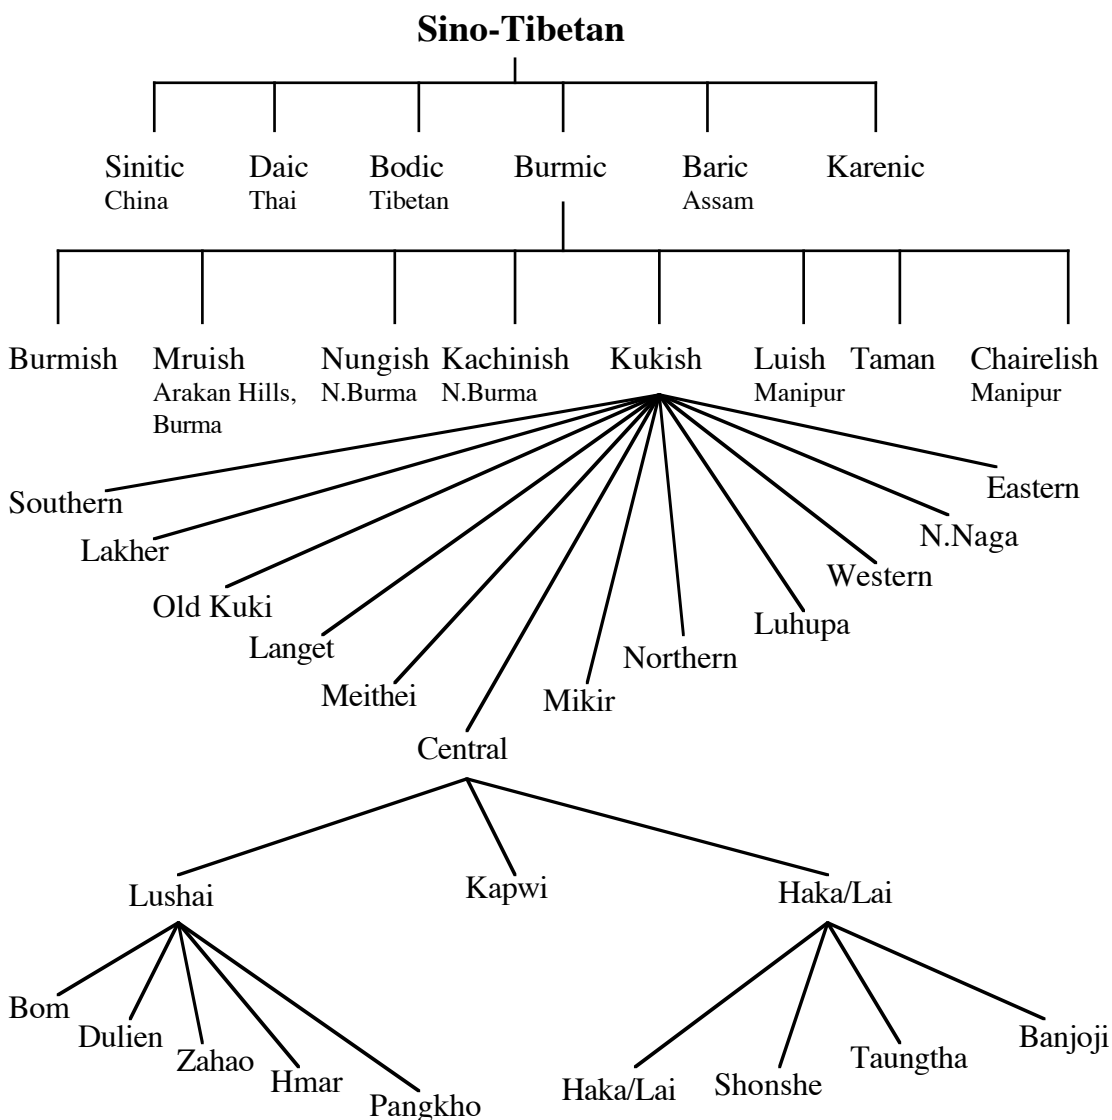 Sino-Tibetan
Sinitic
China
Daic
Thai
Bodic
Tibetan
Burmic
Baric
Assam
Karenic
Burmish
Mruish
Arakan Hills,
Burma
Nungish
N.Burma
Kachinish
N.Burma
Kukish
Luish
Manipur
Taman
Chairelish
Manipur
Southern
Lakher
Old Kuki
Langet
Meithei
Central
Mikir
Northern
Luhupa
Western
N.Naga
Eastern
Lushai
Kapwi
Haka/Lai
Bom
Dulien
Zahao
Hmar
Pangkho
Haka/Lai
Shonshe
Taungtha
Banjoji